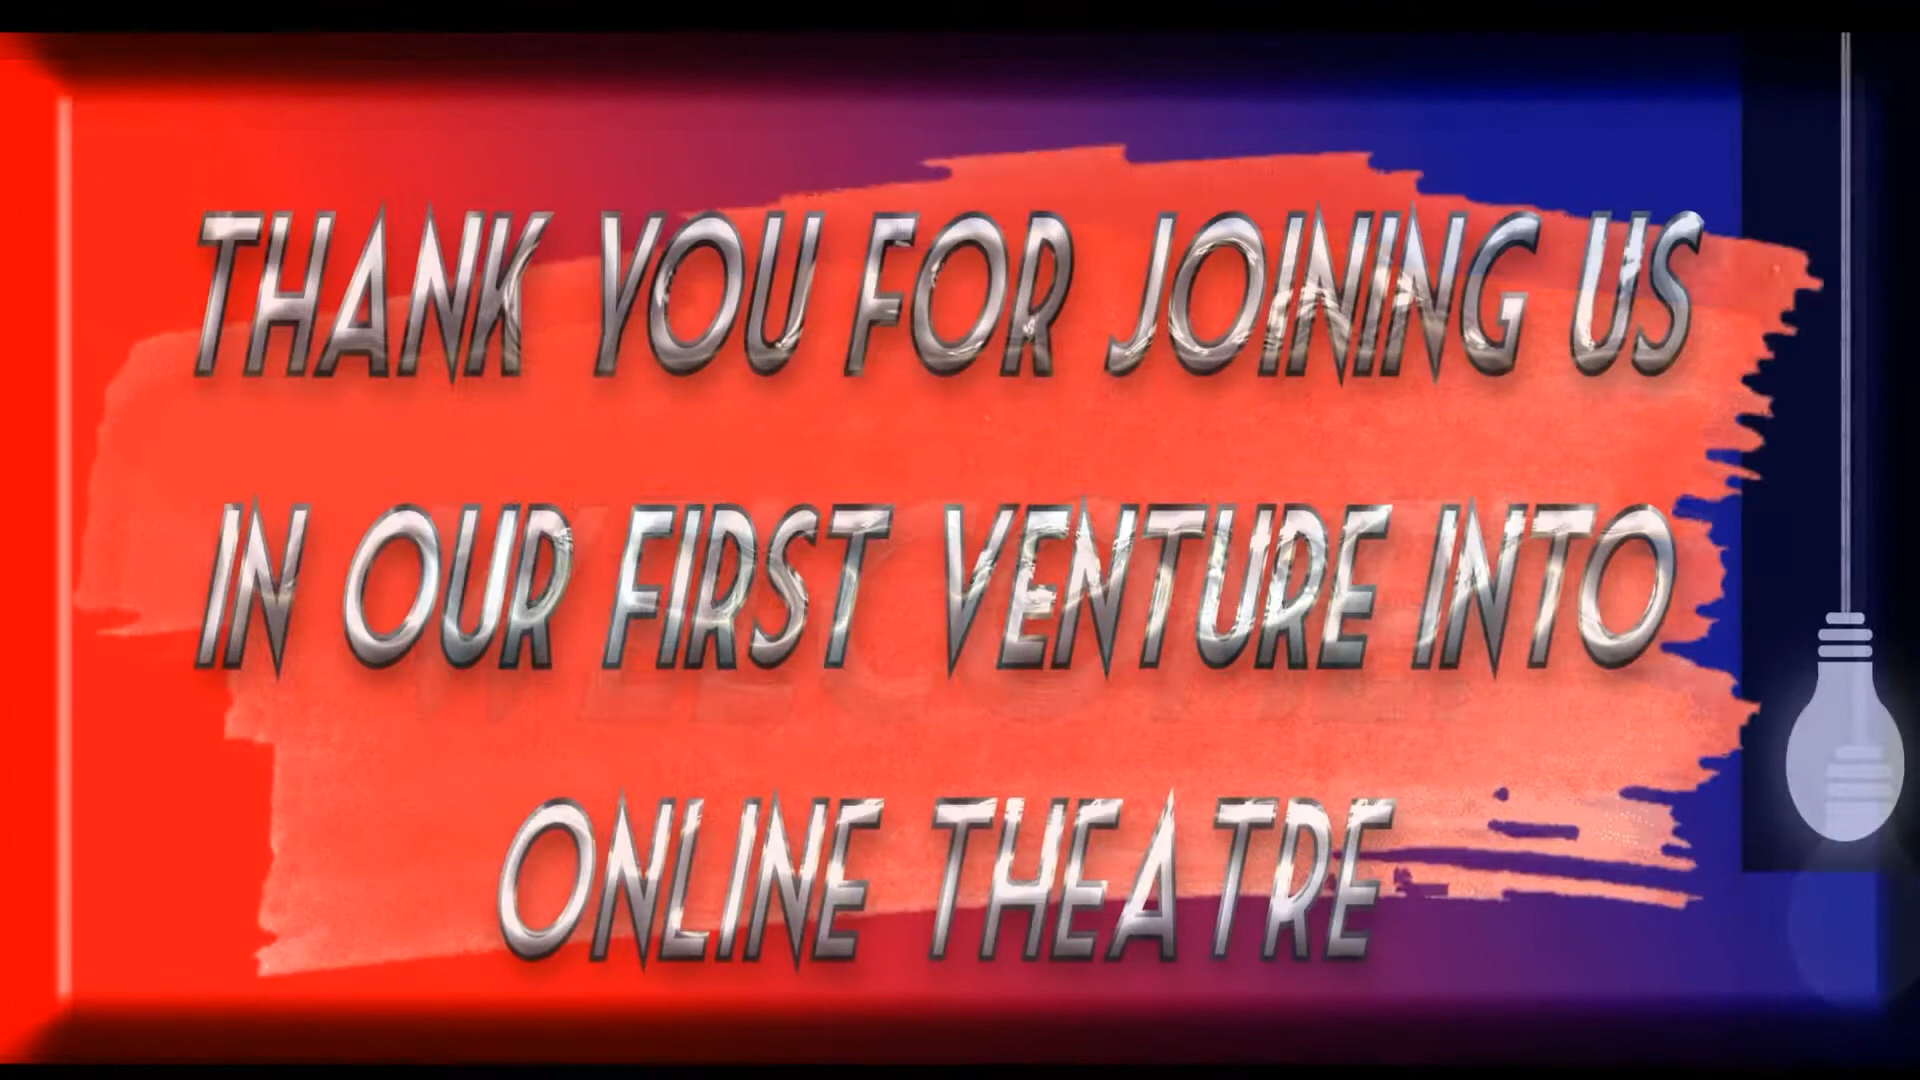 THANK YOU FOR JOINING US
IN OUR FIRST VENTURE INTO
ONLINE THEATRE